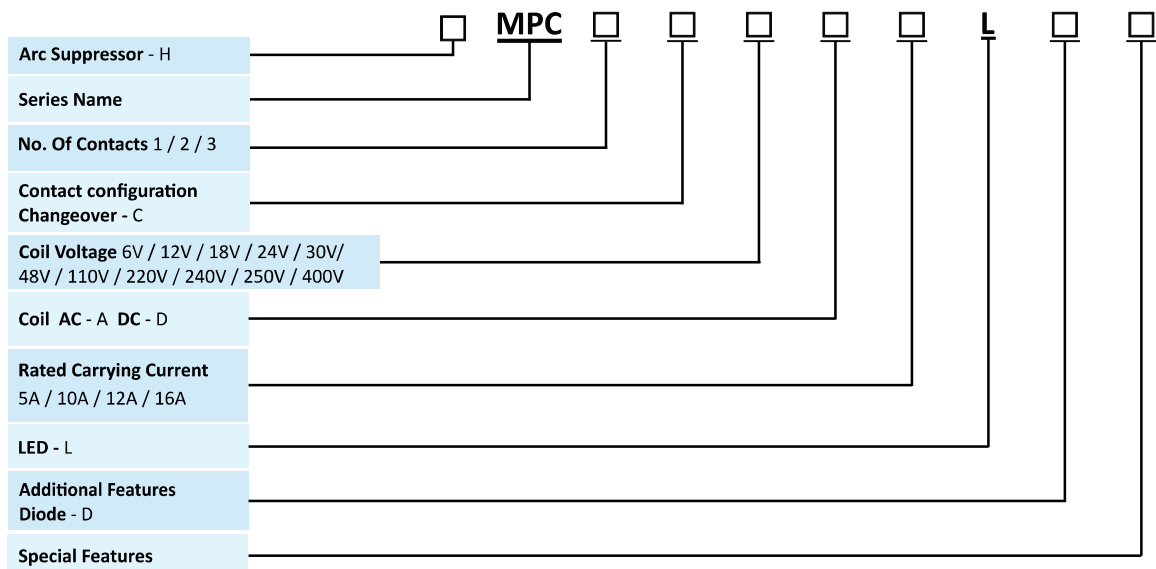 MPC L
Arc Suppressor - H
Series Name
No. Of Contacts 1 / 2 / 3
Contact configuration
Changeover - C
Coil Voltage 6V / 12V / 18V / 24V / 30V/
48V / 110V / 220V / 240V / 250V / 400V
Coil AC - A DC - D
Rated Carrying Current
5A / 10A / 12A / 16A
LED - L
Additional Features
Diode - D
Special Features